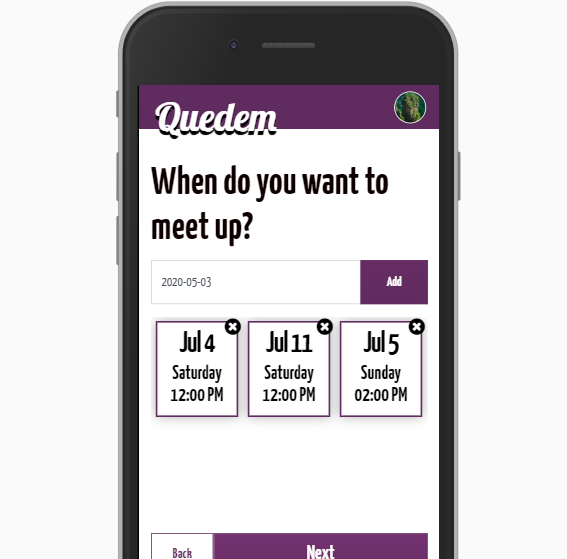 Quedem
When do you want to
meet up?
2020-05-03
Add
Jul 4
Saturday
12:00 PM
Jul 11
Saturday
12:00 PM
Jul 5
Sunday
02:00 PM
Back
Next